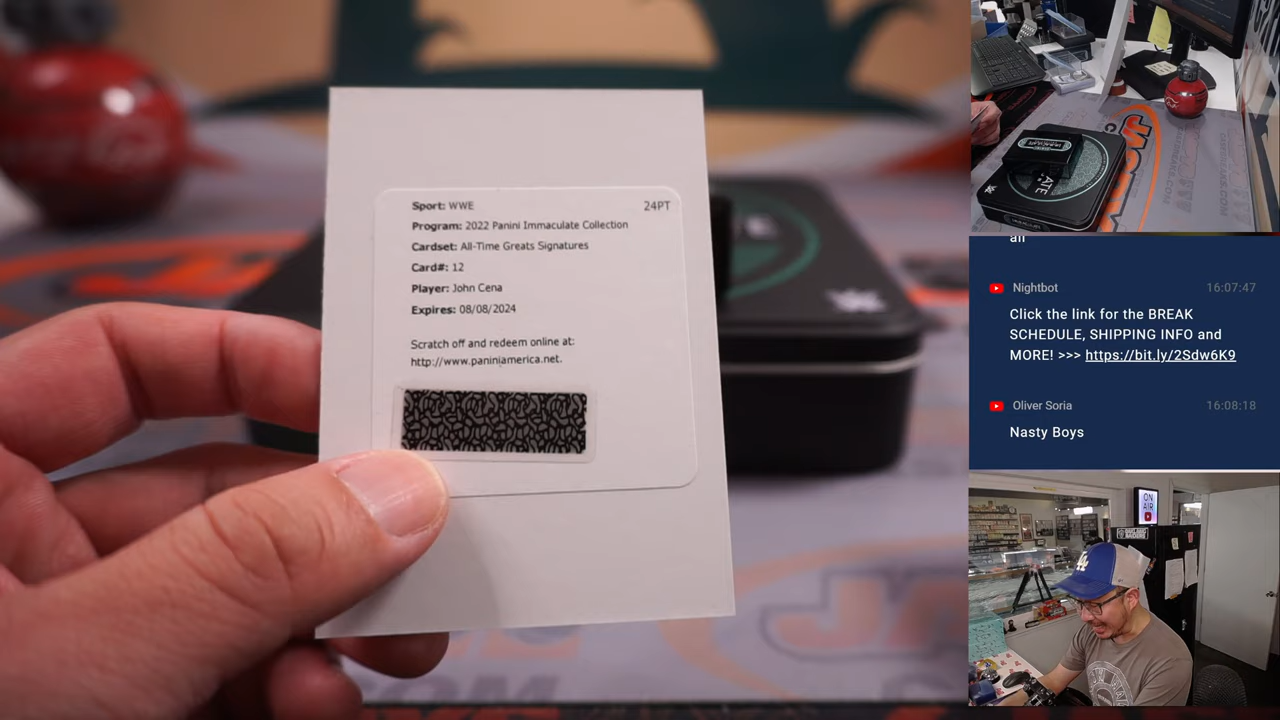 Sport: WWE
24PT
Program: 2022 Panini Immaculate Collection
Cardset: All-Time Greats Signatures
Card#: 12
Player: John Cena
Expires: 08/08/2024
Scratch off and redeem online at:
http://www.paniniamerica.net.
Nightbot
16:07:47
Click the link for the BREAK
SCHEDULE, SHIPPING INFO and
MORE! >>> https://bit.ly/2Sdw6K9
Oliver Soria
16:08:18
Nasty Boys
ON
AIR
LA